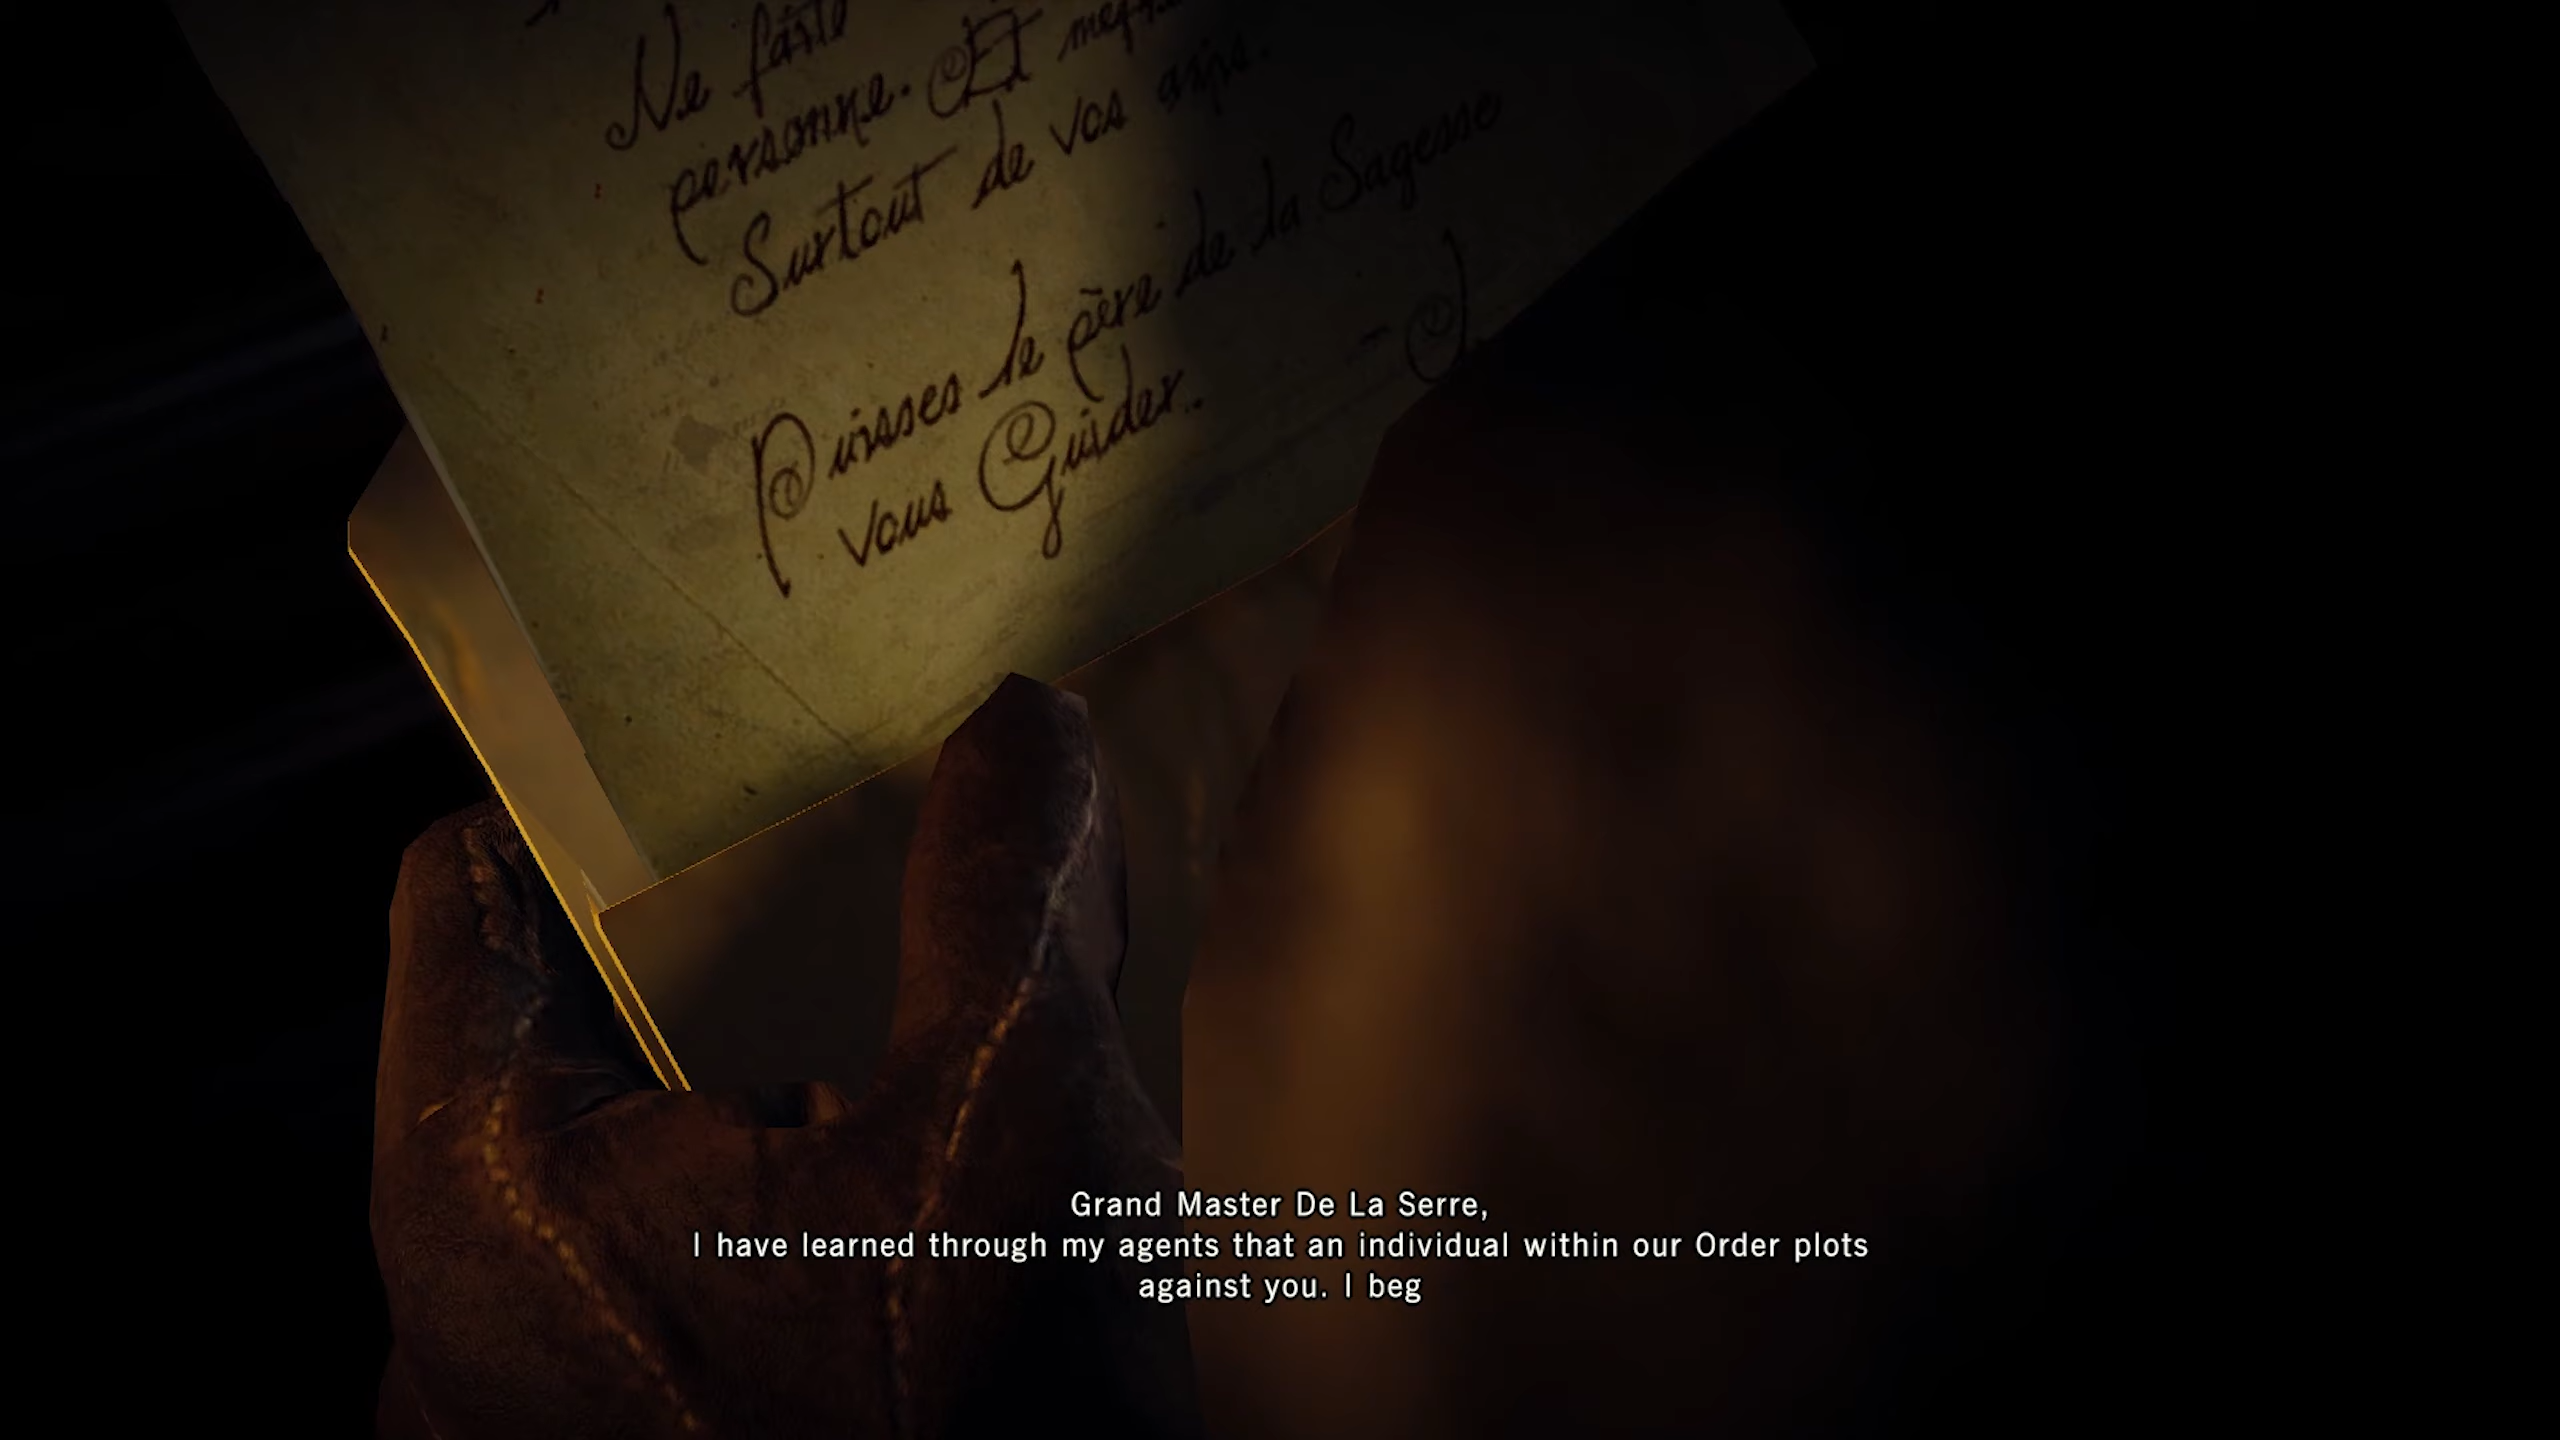 Ne faite
personne. Et
Surtout de vos
Puisses le père de la Sagesse
vous Guider..
- J.
Grand Master De La Serre,
I have learned through my agents that an individual within our Order plots
against you. I beg